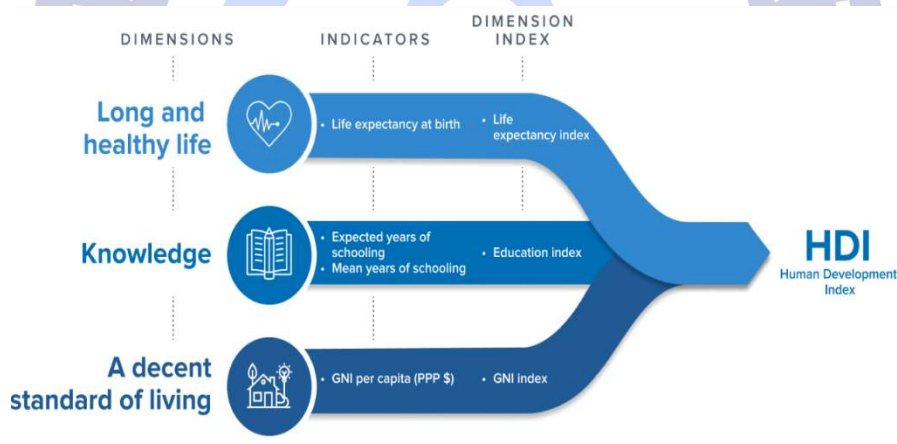 DIMENSIONS
INDICATORS
DIMENSION
INDEX
Long and
healthy life
• Life expectancy at birth
• Life
expectancy index
Knowledge
• Expected years of
schooling
• Mean years of schooling
• Education index
HDI
Human Development
Index
A decent
standard of living
• GNI per capita (PPP $)
• GNI index